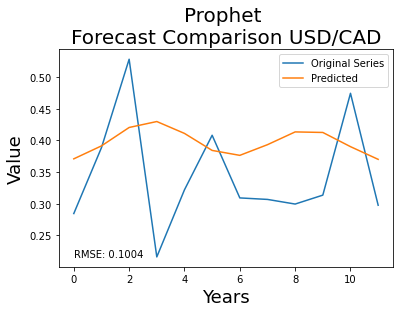 Prophet
Forecast Comparison USD/CAD
Original Series
Predicted
Value
0.50
0.45
0.40
0.35
0.30
0.25
RMSE: 0.1004
0 2 4 6 8 10
Years